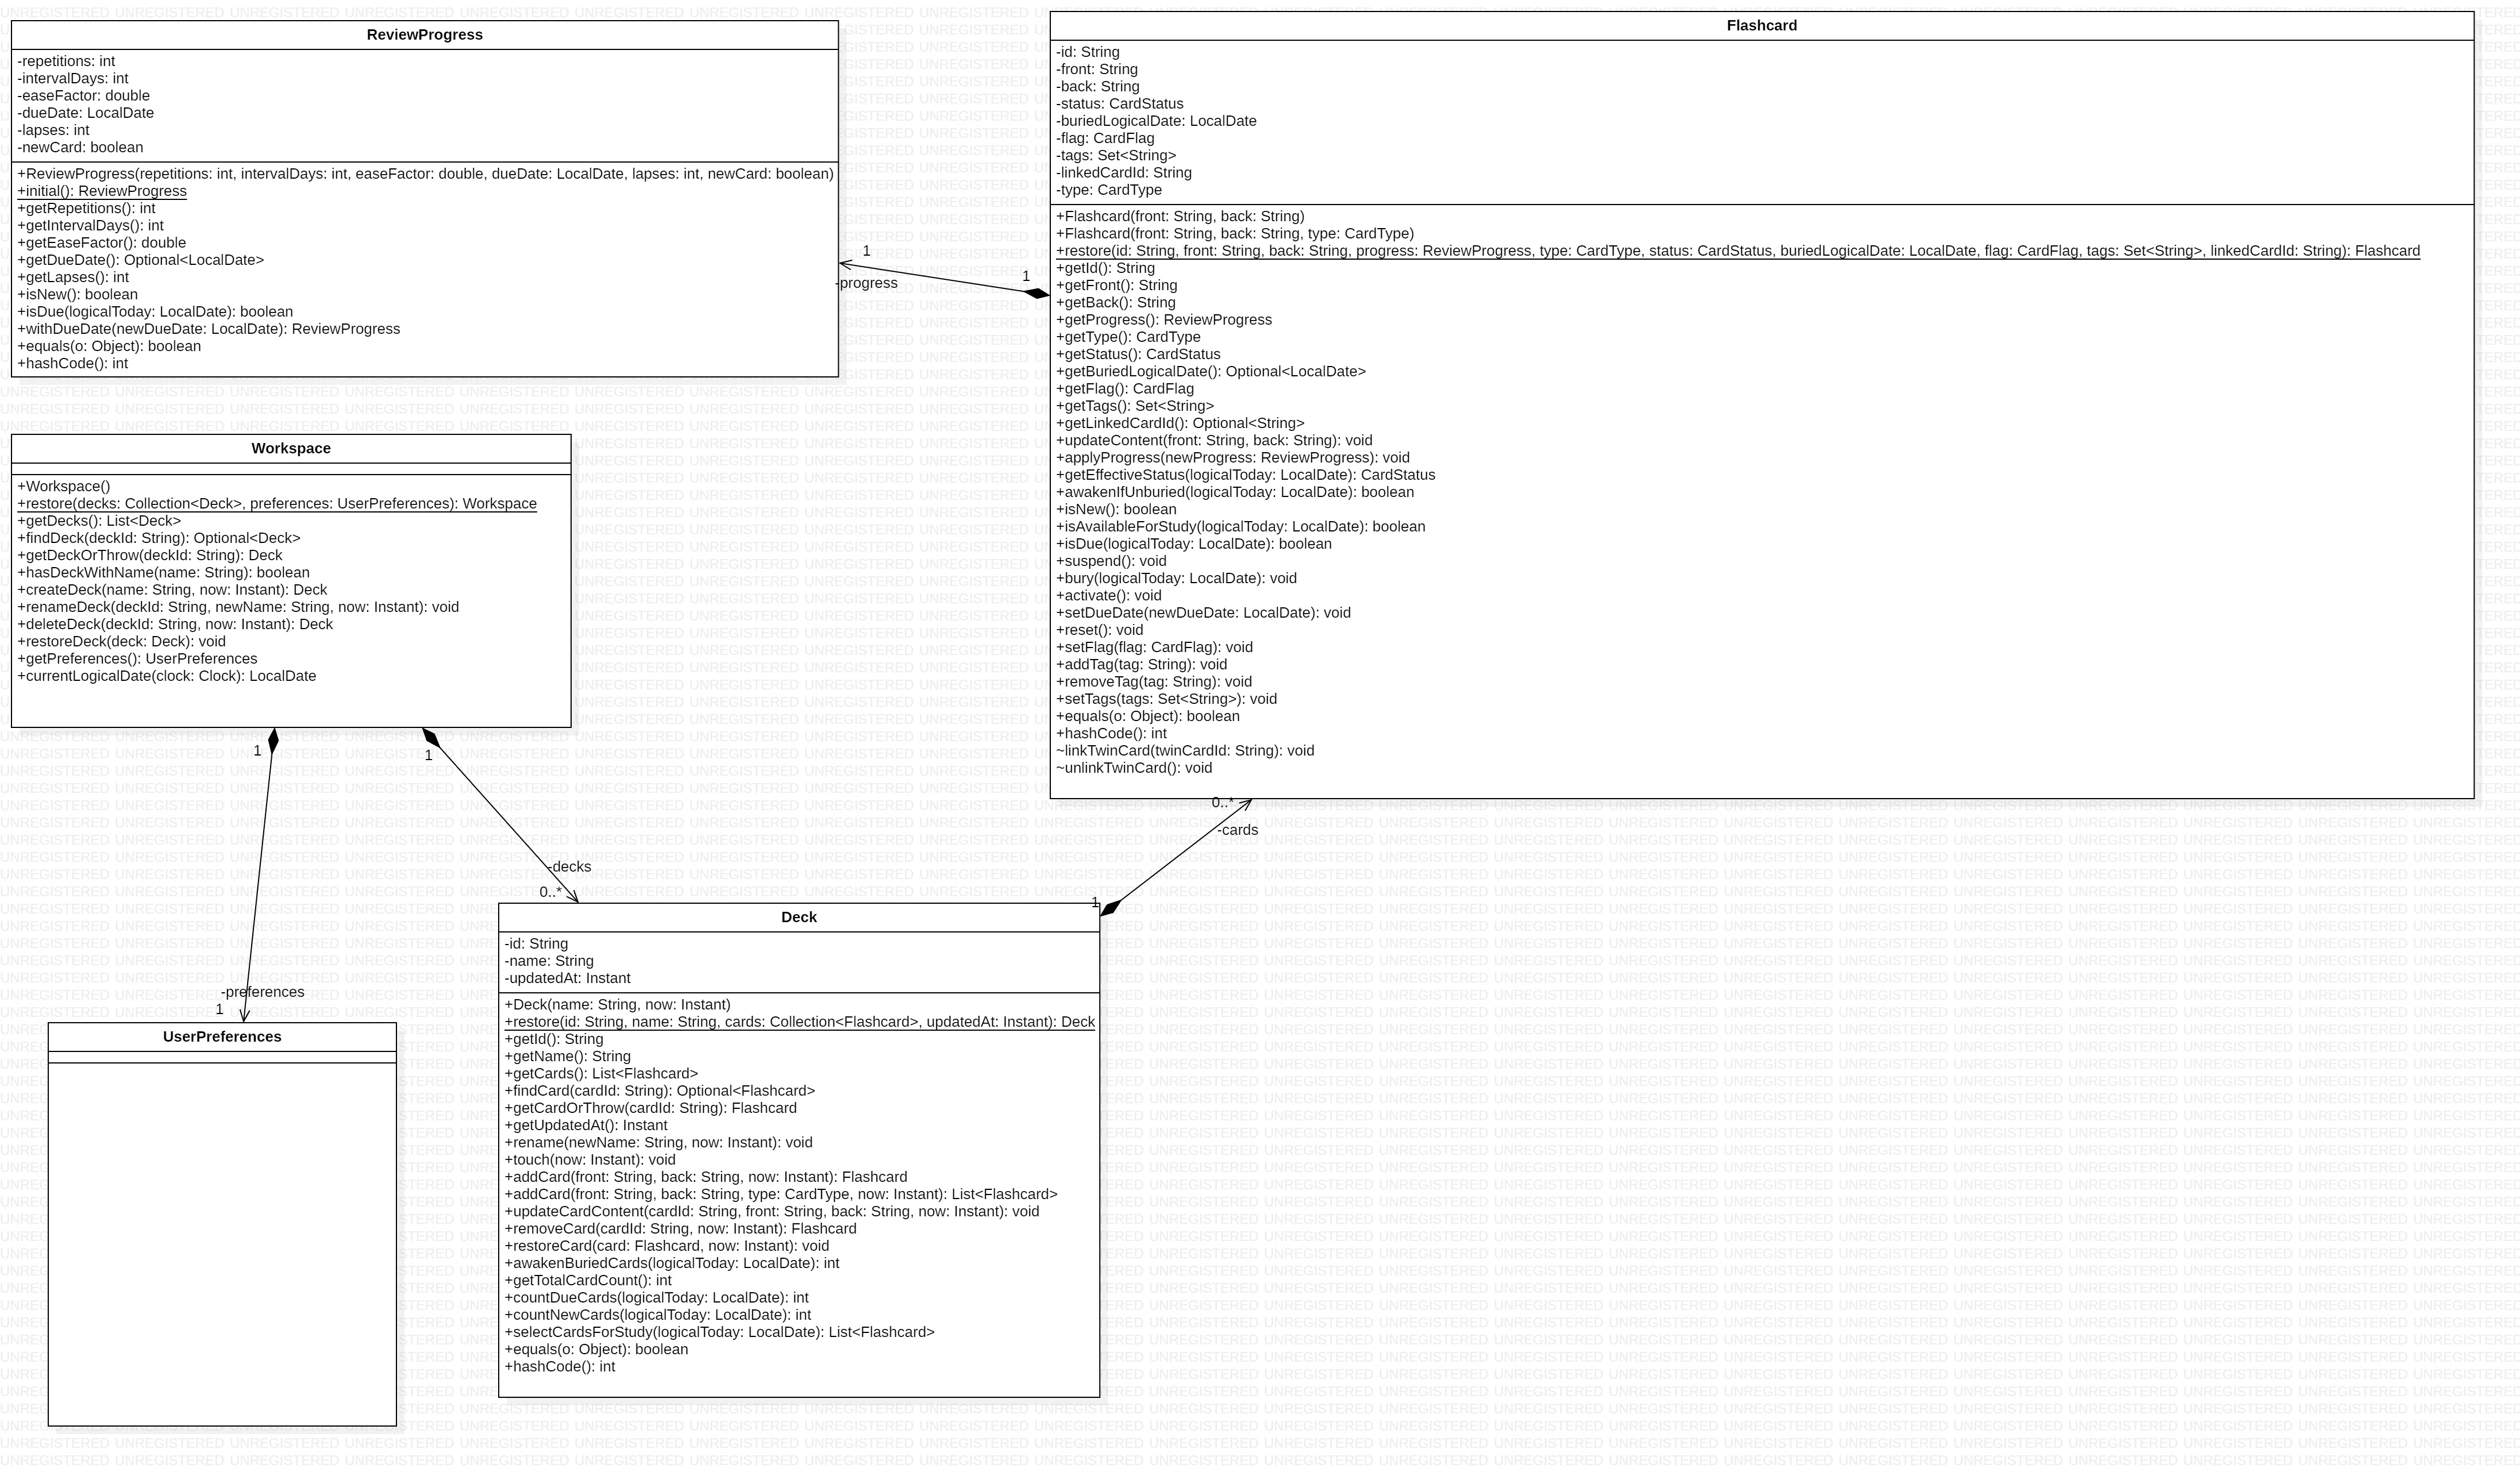 ReviewProgress
-repetitions: int
-intervalDays: int
-easeFactor: double
-dueDate: LocalDate
-lapses: int
-newCard: boolean
+ReviewProgress(repetitions: int, intervalDays: int, easeFactor: double, dueDate: LocalDate, lapses: int, newCard: boolean)
+initial(): ReviewProgress
+getRepetitions(): int
+getIntervalDays(): int
+getEaseFactor(): double
+getDueDate(): Optional<LocalDate>
+getLapses(): int
+isNew(): boolean
+isDue(logicalToday: LocalDate): boolean
+withDueDate(newDueDate: LocalDate): ReviewProgress
+equals(o: Object): boolean
+hashCode(): int
1
-progress
1
Flashcard
-id: String
-front: String
-back: String
-status: CardStatus
-buriedLogicalDate: LocalDate
-flag: CardFlag
-tags: Set<String>
-linkedCardId: String
-type: CardType
+Flashcard(front: String, back: String)
+Flashcard(front: String, back: String, type: CardType)
+restore(id: String, front: String, back: String, progress: ReviewProgress, type: CardType, status: CardStatus, buriedLogicalDate: LocalDate, flag: CardFlag, tags: Set<String>, linkedCardId: String): Flashcard
+getId(): String
+getFront(): String
+getBack(): String
+getProgress(): ReviewProgress
+getType(): CardType
+getStatus(): CardStatus
+getBuriedLogicalDate(): Optional<LocalDate>
+getFlag(): CardFlag
+getTags(): Set<String>
+getLinkedCardId(): Optional<String>
+updateContent(front: String, back: String): void
+applyProgress(newProgress: ReviewProgress): void
+getEffectiveStatus(logicalToday: LocalDate): CardStatus
+awakenIfUnburied(logicalToday: LocalDate): boolean
+isNew(): boolean
+isAvailableForStudy(logicalToday: LocalDate): boolean
+isDue(logicalToday: LocalDate): boolean
+suspend(): void
+bury(logicalToday: LocalDate): void
+activate(): void
+setDueDate(newDueDate: LocalDate): void
+reset(): void
+setFlag(flag: CardFlag): void
+addTag(tag: String): void
+removeTag(tag: String): void
+setTags(tags: Set<String>): void
+equals(o: Object): boolean
+hashCode(): int
~linkTwinCard(twinCardId: String): void
~unlinkTwinCard(): void
Workspace
+Workspace()
+restore(decks: Collection<Deck>, preferences: UserPreferences): Workspace
+getDecks(): List<Deck>
+findDeck(deckId: String): Optional<Deck>
+getDeckOrThrow(deckId: String): Deck
+hasDeckWithName(name: String): boolean
+createDeck(name: String, now: Instant): Deck
+renameDeck(deckId: String, newName: String, now: Instant): void
+deleteDeck(deckId: String, now: Instant): Deck
+restoreDeck(deck: Deck): void
+getPreferences(): UserPreferences
+currentLogicalDate(clock: Clock): LocalDate
1
1
-decks
0..*
0..*
-cards
1
-preferences
1
UserPreferences
Deck
-id: String
-name: String
-updatedAt: Instant
+Deck(name: String, now: Instant)
+restore(id: String, name: String, cards: Collection<Flashcard>, updatedAt: Instant): Deck
+getId(): String
+getName(): String
+getCards(): List<Flashcard>
+findCard(cardId: String): Optional<Flashcard>
+getCardOrThrow(cardId: String): Flashcard
+getUpdatedAt(): Instant
+rename(newName: String, now: Instant): void
+touch(now: Instant): void
+addCard(front: String, back: String, now: Instant): Flashcard
+addCard(front: String, back: String, type: CardType, now: Instant): List<Flashcard>
+updateCardContent(cardId: String, front: String, back: String, now: Instant): void
+removeCard(cardId: String, now: Instant): Flashcard
+restoreCard(card: Flashcard, now: Instant): void
+awakenBuriedCards(logicalToday: LocalDate): int
+getTotalCardCount(): int
+countDueCards(logicalToday: LocalDate): int
+countNewCards(logicalToday: LocalDate): int
+selectCardsForStudy(logicalToday: LocalDate): List<Flashcard>
+equals(o: Object): boolean
+hashCode(): int
UNREGISTERED